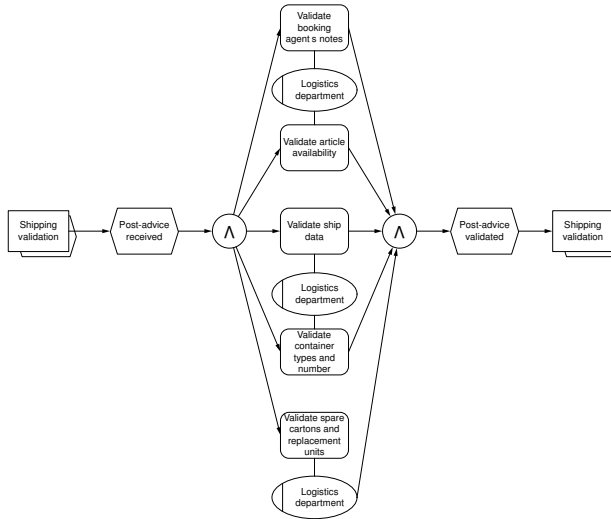 Validate
booking
agent s notes
Logistics
department
Validate article
availability
Shipping
validation
Post-advice
received
Λ
Validate ship
data
Λ
Post-advice
validated
Shipping
validation
Logistics
department
Validate
container
types and
number
Validate spare
cartons and
replacement
units
Logistics
department